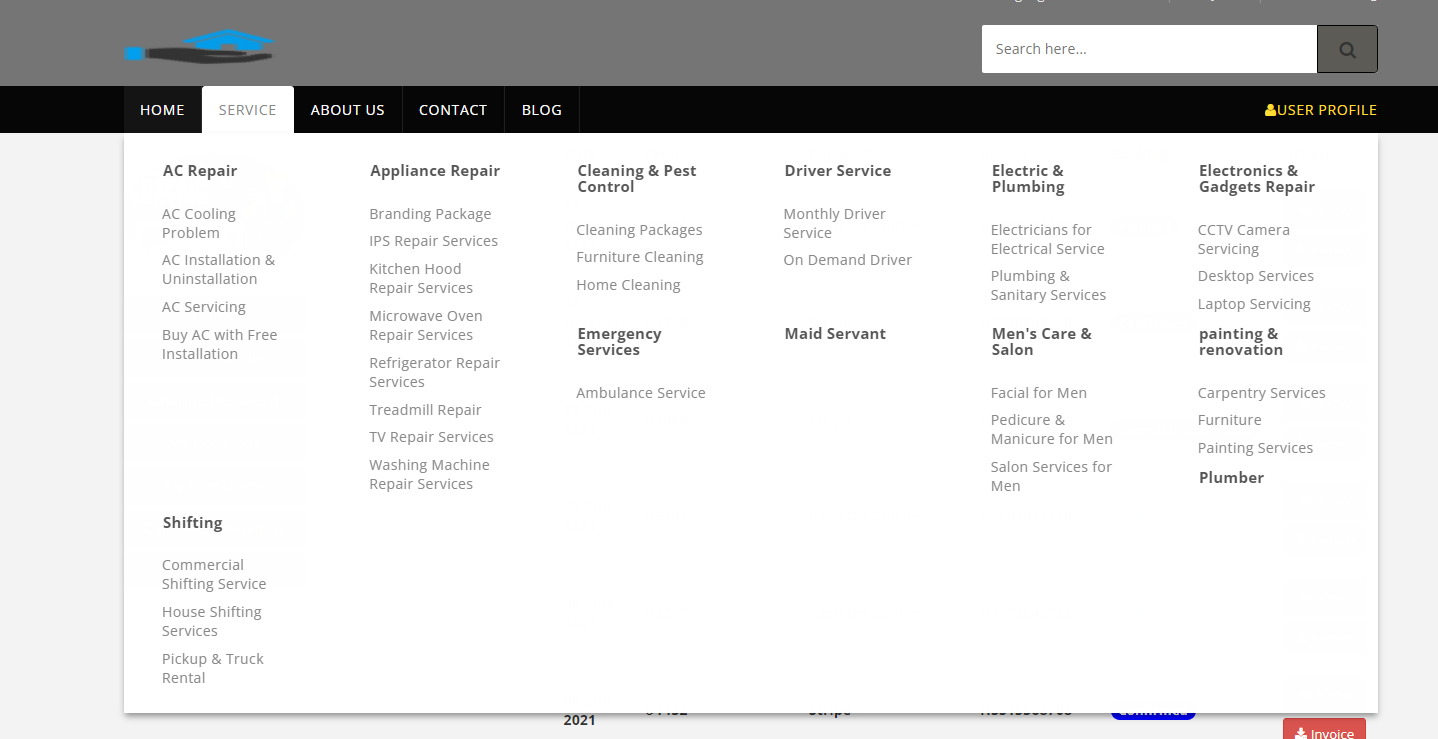 Search here...
HOME SERVICE ABOUT US CONTACT BLOG USER PROFILE
AC Repair
AC Cooling
Problem
AC Installation &
Uninstallation
AC Servicing
Buy AC with Free
Installation
Appliance Repair
Branding Package
IPS Repair Services
Kitchen Hood
Repair Services
Microwave Oven
Repair Services
Refrigerator Repair
Services
Treadmill Repair
TV Repair Services
Washing Machine
Repair Services
Cleaning & Pest
Control
Cleaning Packages
Furniture Cleaning
Home Cleaning
Driver Service
Monthly Driver
Service
On Demand Driver
Electric &
Plumbing
Electricians for
Electrical Service
Plumbing &
Sanitary Services
Electronics &
Gadgets Repair
CCTV Camera
Servicing
Desktop Services
Laptop Servicing
Emergency
Services
Ambulance Service
Maid Servant
Men's Care &
Salon
Facial for Men
Pedicure &
Manicure for Men
Salon Services for
Men
painting &
renovation
Carpentry Services
Furniture
Painting Services
Plumber
Shifting
Commercial
Shifting Service
House Shifting
Services
Pickup & Truck
Rental
2021
Invoice